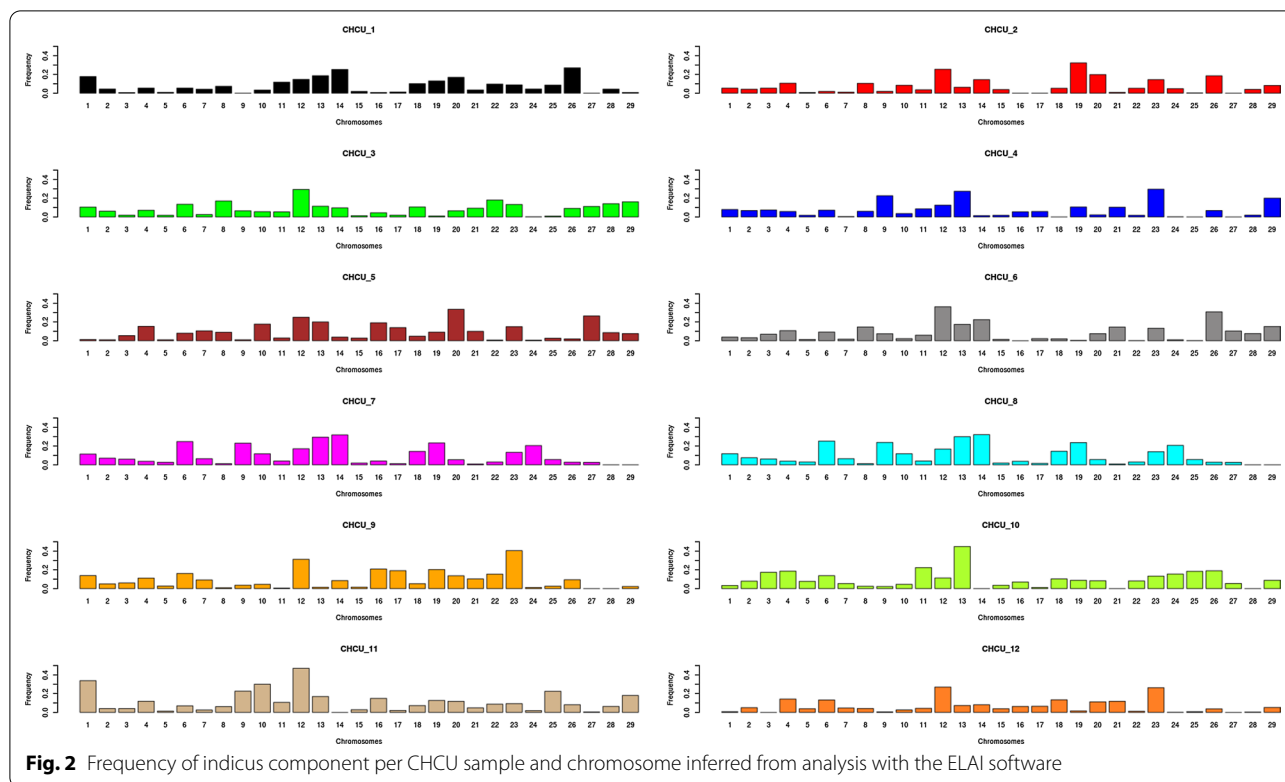 CHCU_1
Frequency
0.0 0.2 0.4
1 2 3 4 5 6 7 8 9 10 11 12 13 14 15 16 17 18 19 20 21 22 23 24 25 26 27 28 29
Chromosomes
CHCU_2
Frequency
0.0 0.2 0.4
1 2 3 4 5 6 7 8 9 10 11 12 13 14 15 16 17 18 19 20 21 22 23 24 25 26 27 28 29
Chromosomes
CHCU_3
Frequency
0.0 0.2 0.4
1 2 3 4 5 6 7 8 9 10 11 12 13 14 15 16 17 18 19 20 21 22 23 24 25 26 27 28 29
Chromosomes
CHCU_4
Frequency
0.0 0.2 0.4
1 2 3 4 5 6 7 8 9 10 11 12 13 14 15 16 17 18 19 20 21 22 23 24 25 26 27 28 29
Chromosomes
CHCU_5
Frequency
0.0 0.2 0.4
1 2 3 4 5 6 7 8 9 10 11 12 13 14 15 16 17 18 19 20 21 22 23 24 25 26 27 28 29
Chromosomes
CHCU_6
Frequency
0.0 0.2 0.4
1 2 3 4 5 6 7 8 9 10 11 12 13 14 15 16 17 18 19 20 21 22 23 24 25 26 27 28 29
Chromosomes
CHCU_7
Frequency
0.0 0.2 0.4
1 2 3 4 5 6 7 8 9 10 11 12 13 14 15 16 17 18 19 20 21 22 23 24 25 26 27 28 29
Chromosomes
CHCU_8
Frequency
0.0 0.2 0.4
1 2 3 4 5 6 7 8 9 10 11 12 13 14 15 16 17 18 19 20 21 22 23 24 25 26 27 28 29
Chromosomes
CHCU_9
Frequency
0.0 0.2 0.4
1 2 3 4 5 6 7 8 9 10 11 12 13 14 15 16 17 18 19 20 21 22 23 24 25 26 27 28 29
Chromosomes
CHCU_10
Frequency
0.0 0.2 0.4
1 2 3 4 5 6 7 8 9 10 11 12 13 14 15 16 17 18 19 20 21 22 23 24 25 26 27 28 29
Chromosomes
CHCU_11
Frequency
0.0 0.2 0.4
1 2 3 4 5 6 7 8 9 10 11 12 13 14 15 16 17 18 19 20 21 22 23 24 25 26 27 28 29
Chromosomes
CHCU_12
Frequency
0.0 0.2 0.4
1 2 3 4 5 6 7 8 9 10 11 12 13 14 15 16 17 18 19 20 21 22 23 24 25 26 27 28 29
Chromosomes
Fig. 2 Frequency of indicus component per CHCU sample and chromosome inferred from analysis with the ELAI software